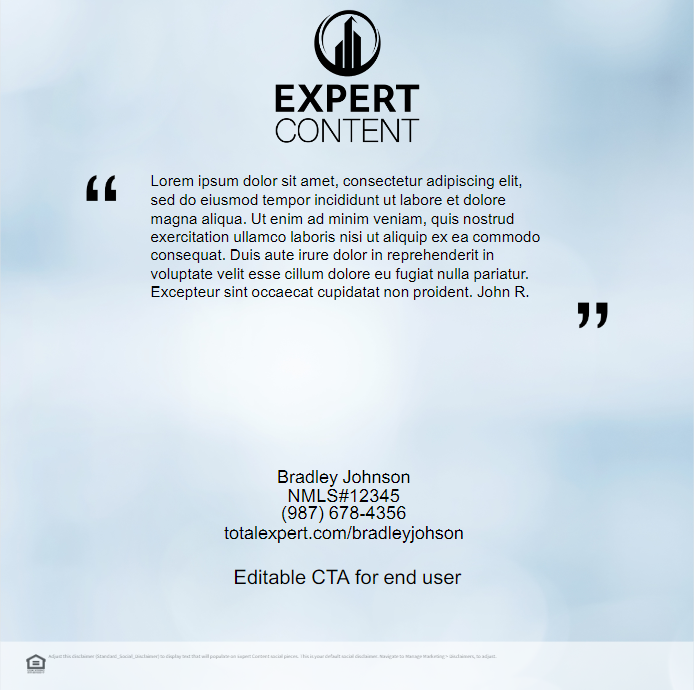 EXPERT
CONTENT
“
Lorem ipsum dolor sit amet, consectetur adipiscing elit,
sed do eiusmod tempor incididunt ut labore et dolore
magna aliqua. Ut enim ad minim veniam, quis nostrud
exercitation ullamco laboris nisi ut aliquip ex ea commodo
consequat. Duis aute irure dolor in reprehenderit in
voluptate velit esse cillum dolore eu fugiat nulla pariatur.
Excepteur sint occaecat cupidatat non proident. John R.
”
Bradley Johnson
NMLS#12345
(987) 678-4356
totalexpert.com/bradleyjohson
Editable CTA for end user
Adjust this disclaimer (Standard_Social_Disclaimer) to display text that will populate on Expert Content social pieces. This is your default social disclaimer. Navigate to Manage Marketing > Disclaimers, to adjust.